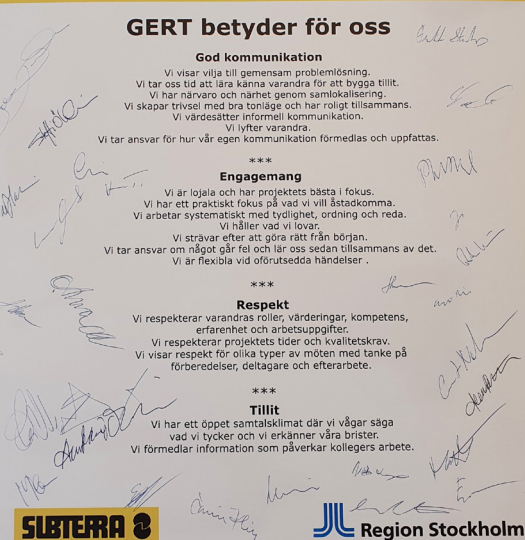 GERT betyder för oss
God kommunikation
Vi visar vilja till gemensam problemlösning.
Vi tar oss tid att lära känna varandra för att bygga tillit.
Vi har närvaro och närhet genom samlokalisering.
Vi skapar trivsel med bra tonläge och har roligt tillsammans.
Vi värdesätter informell kommunikation.
Vi lyfter varandra.
Vi tar ansvar för hur vår egen kommunikation förmedlas och uppfattas.
***
Engagemang
Vi är lojala och har projektets bästa i fokus.
Vi har ett praktiskt fokus på vad vi vill åstadkomma.
Vi arbetar systematiskt med tydlighet, ordning och reda.
Vi håller vad vi lovar.
Vi strävar efter att göra rätt från början.
Vi tar ansvar om något går fel och lär oss sedan tillsammans av det.
Vi är flexibla vid oförutsedda händelser .
***
Respekt
Vi respekterar varandras roller, värderingar, kompetens,
erfarenhet och arbetsuppgifter.
Vi respekterar projektets tider och kvalitetskrav.
Vi visar respekt för olika typer av möten med tanke på
förberedelser, deltagare och efterarbete.
***
Tillit
Vi har ett öppet samtalsklimat där vi vågar säga
vad vi tycker och vi erkänner våra brister.
Vi förmedlar information som påverkar kollegers arbete.
SUBTERRA
Region Stockholm